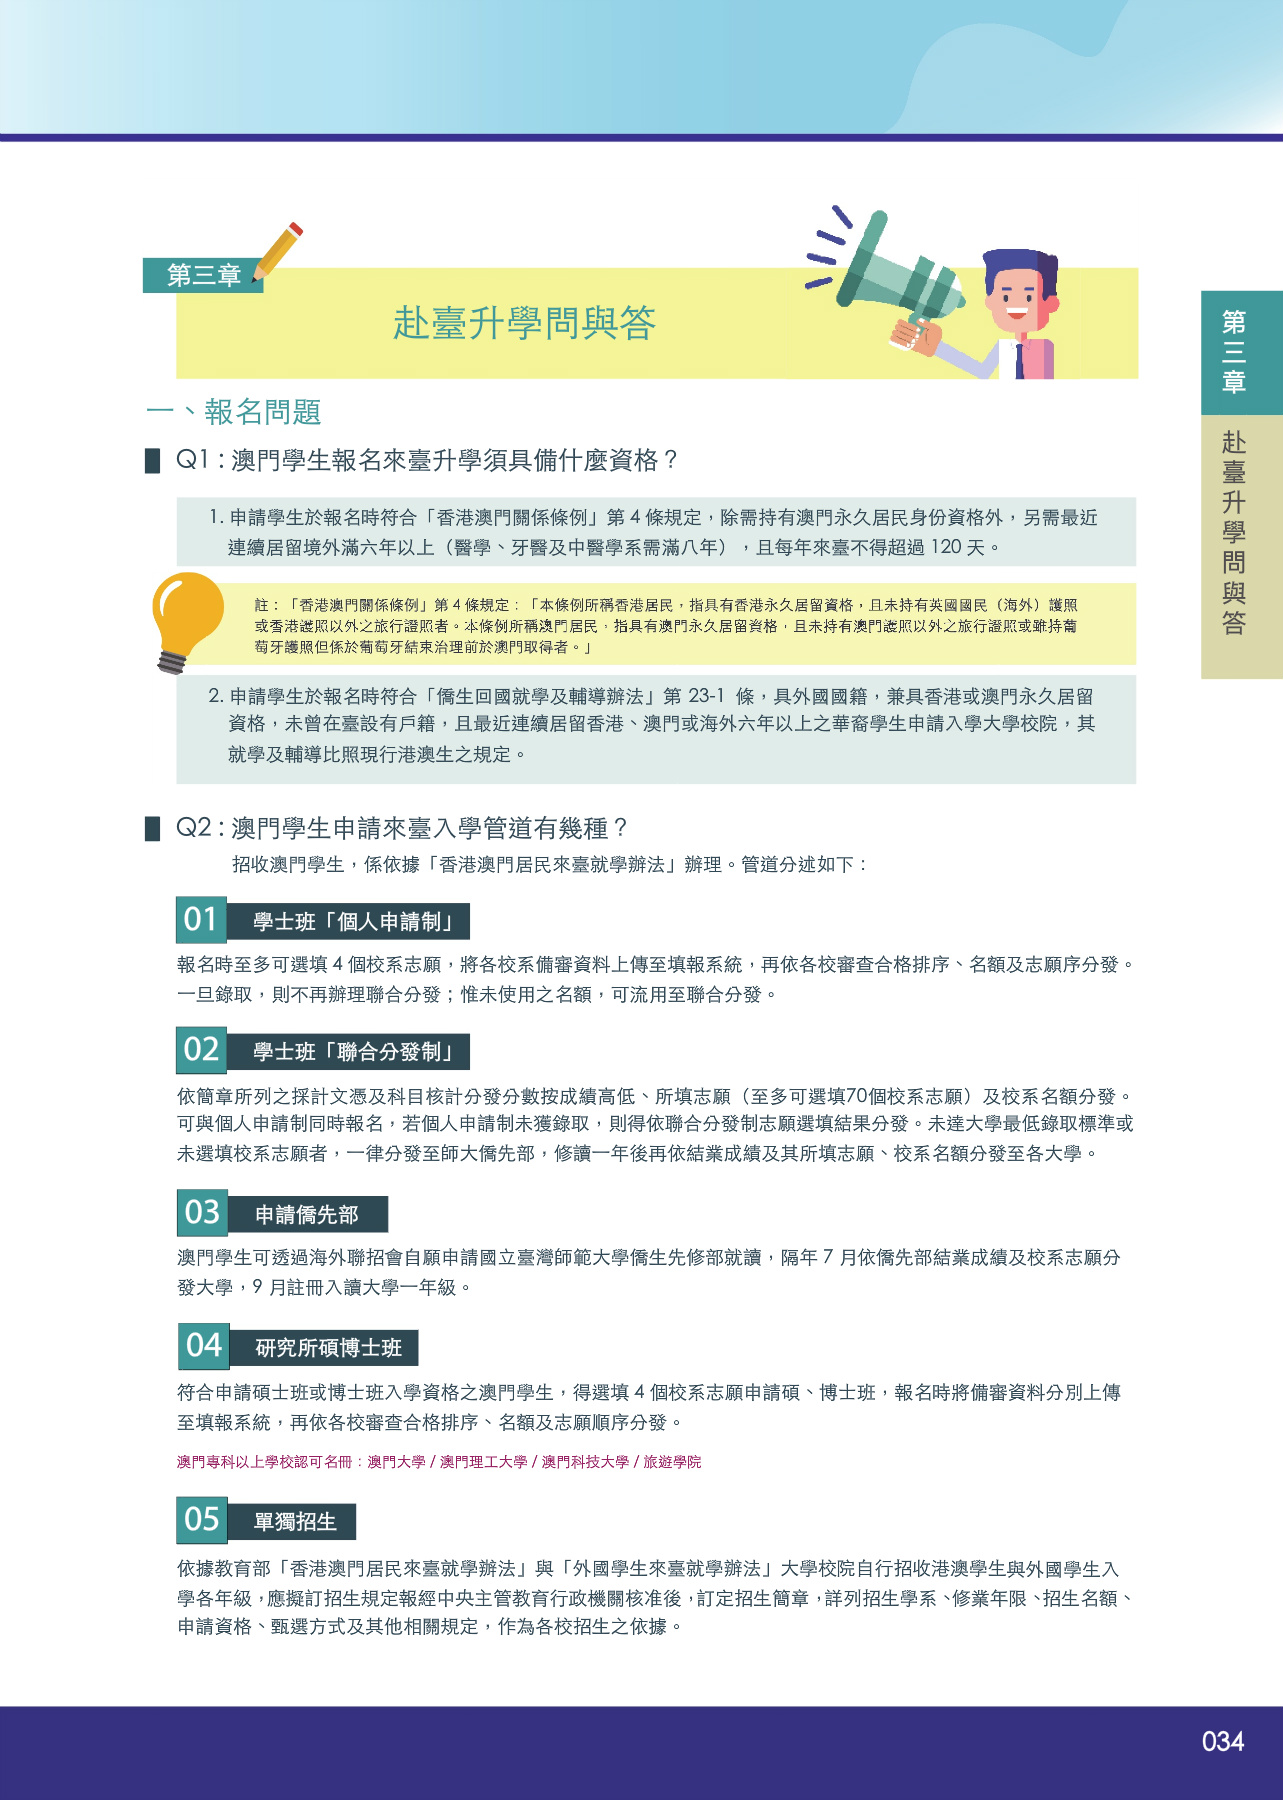 第三章
赴臺升學問與答
一、報名問題
Q1：澳門學生報名來臺升學須具備什麼資格？
1. 申請學生於報名時符合「香港澳門關係條例」第 4 條規定，除需持有澳門永久居民身份資格外，另需最近
連續居留境外滿六年以上（醫學、牙醫及中醫學系需滿八年），且每年來臺不得超過 120 天。
註：「香港澳門關係條例」第 4 條規定：「本條例所稱香港居民，指具有香港永久居留資格，且未持有英國國民（海外）護照
或香港護照以外之旅行證照者。本條例所稱澳門居民，指具有澳門永久居留資格，且未持有澳門護照以外之旅行證照或雖持葡
萄牙護照但係於葡萄牙結束治理前於澳門取得者。」
2. 申請學生於報名時符合「僑生回國就學及輔導辦法」第 23-1 條，具外國國籍，兼具香港或澳門永久居留
資格，未曾在臺設有戶籍，且最近連續居留香港、澳門或海外六年以上之華裔學生申請入學大學校院，其
就學及輔導比照現行港澳生之規定。
Q2：澳門學生申請來臺入學管道有幾種？
招收澳門學生，係依據「香港澳門居民來臺就學辦法」辦理。管道分述如下：
01 學士班「個人申請制」
報名時至多可選填 4 個校系志願，將各校系備審資料上傳至填報系統，再依各校審查合格排序、名額及志願序分發。
一旦錄取，則不再辦理聯合分發；惟未使用之名額，可流用至聯合分發。
02 學士班「聯合分發制」
依簡章所列之採計文憑及科目核計分發分數按成績高低、所填志願（至多可選填70個校系志願）及校系名額分發。
可與個人申請制同時報名，若個人申請制未獲錄取，則得依聯合分發制志願選填結果分發。未達大學最低錄取標準或
未選填校系志願者，一律分發至師大僑先部，修讀一年後再依結業成績及其所填志願、校系名額分發至各大學。
03 申請僑先部
澳門學生可透過海外聯招會自願申請國立臺灣師範大學僑生先修部就讀，隔年 7 月依僑先部結業成績及校系志願分
發大學，9 月註冊入讀大學一年級。
04 研究所碩博士班
符合申請碩士班或博士班入學資格之澳門學生，得選填 4 個校系志願申請碩、博士班，報名時將備審資料分別上傳
至填報系統，再依各校審查合格排序、名額及志願順序分發。
澳門專科以上學校認可名冊：澳門大學 / 澳門理工大學 / 澳門科技大學 / 旅遊學院
05 單獨招生
依據教育部「香港澳門居民來臺就學辦法」與「外國學生來臺就學辦法」大學校院自行招收港澳學生與外國學生入
學各年級，應擬訂招生規定報經中央主管教育行政機關核准後，訂定招生簡章，詳列招生學系、修業年限、招生名額、
申請資格、甄選方式及其他相關規定，作為各校招生之依據。
第三章
赴臺升學問與答
034